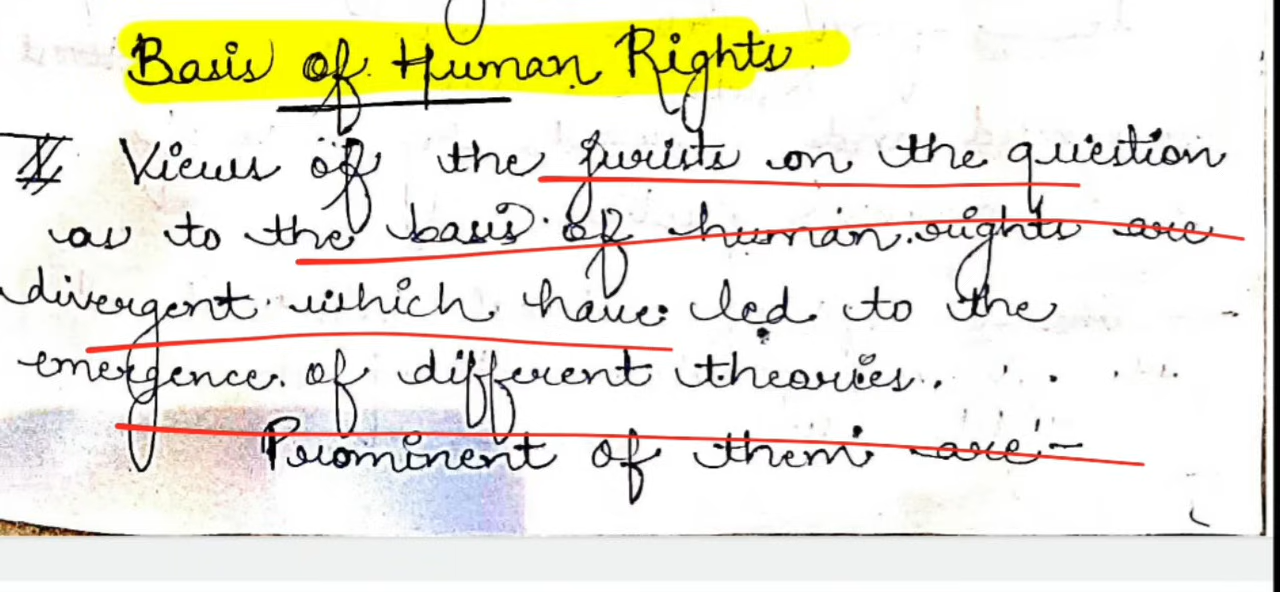 Basis of Human Rights
Views of the jurists on the question
as to the basis of human rights are
divergent which have led to the
emergence of different theories.
Prominent of them are :-